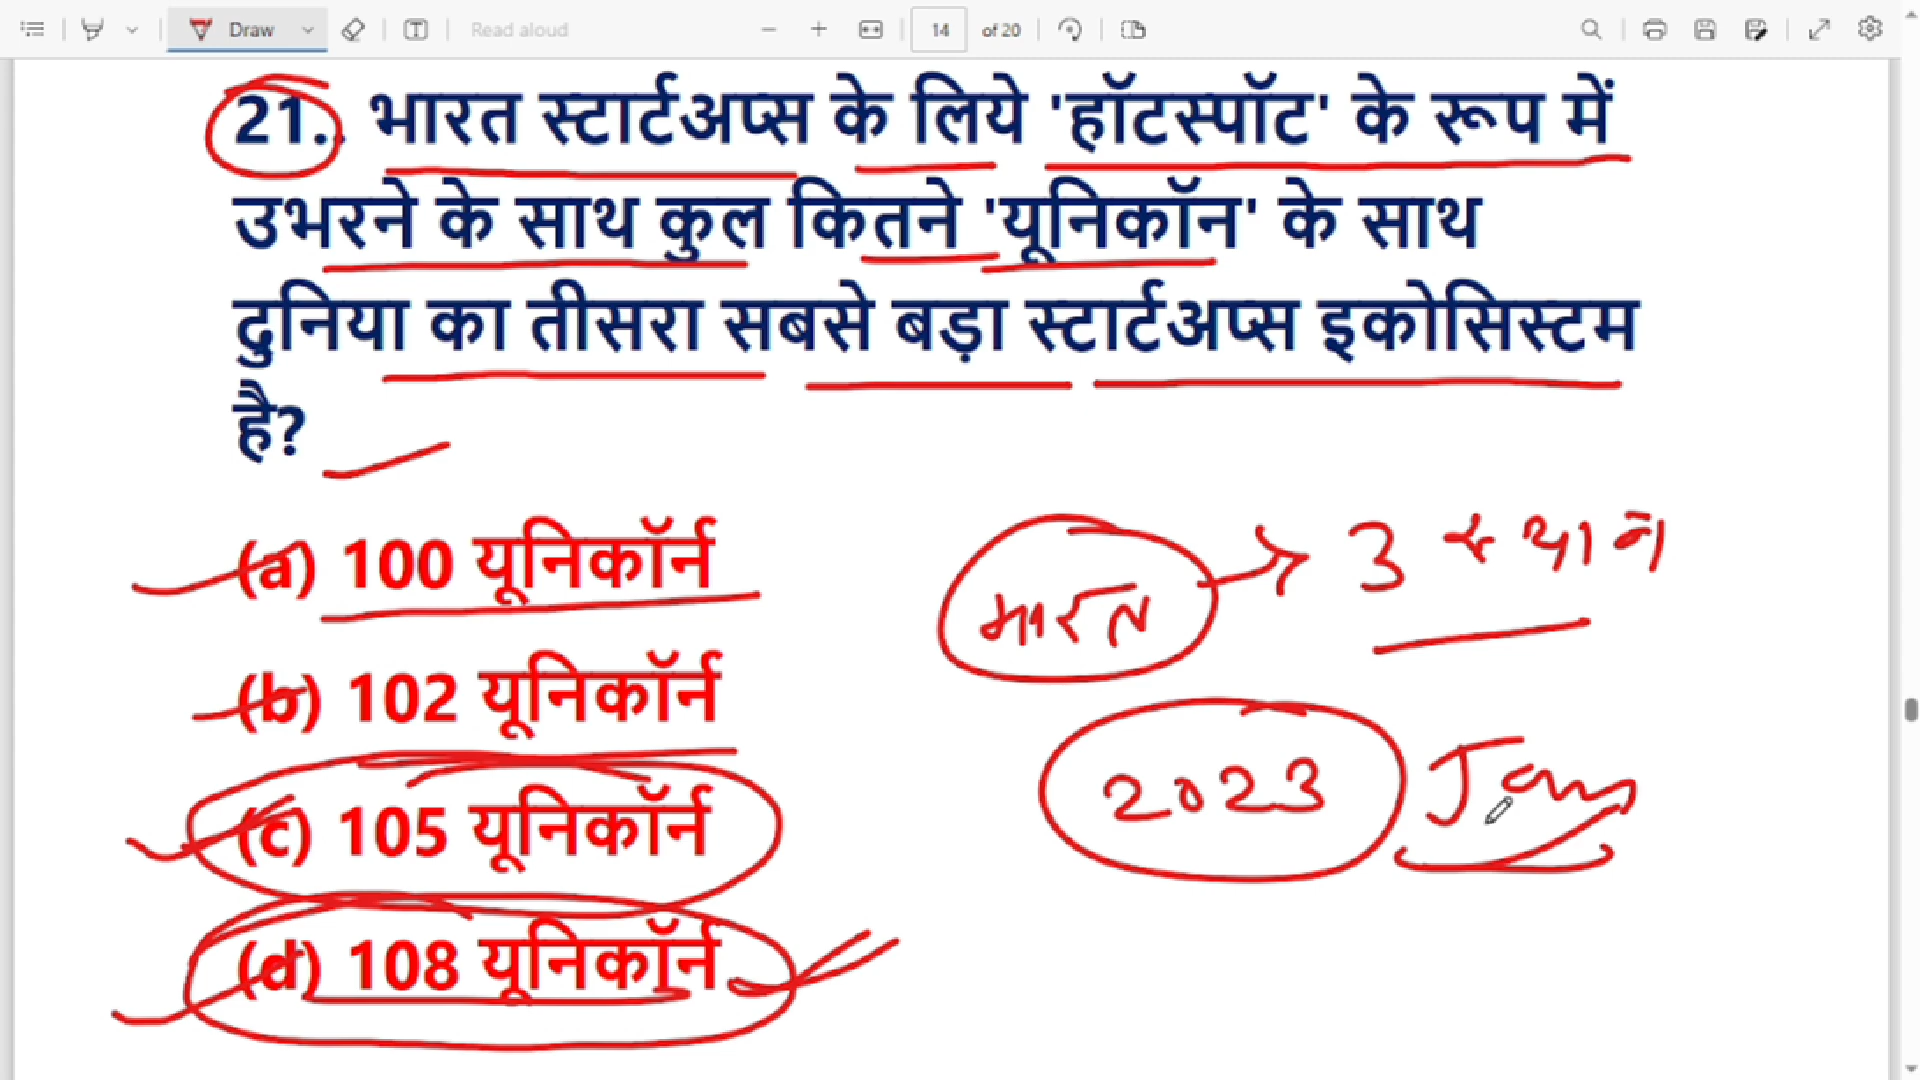 Draw
Read aloud
14 of 20
21.. भारत स्टार्टअप्स के लिये 'हॉटस्पॉट' के रूप में
उभरने के साथ कुल कितने 'यूनिकॉन' के साथ
दुनिया का तीसरा सबसे बड़ा स्टार्टअप्स इकोसिस्टम
है?
(a) 100 यूनिकॉर्न
(b) 102 यूनिकॉर्न
(c) 105 यूनिकॉर्न
(d) 108 यूनिकॉर्न
भारत → 3 स्थान
2023 Jan